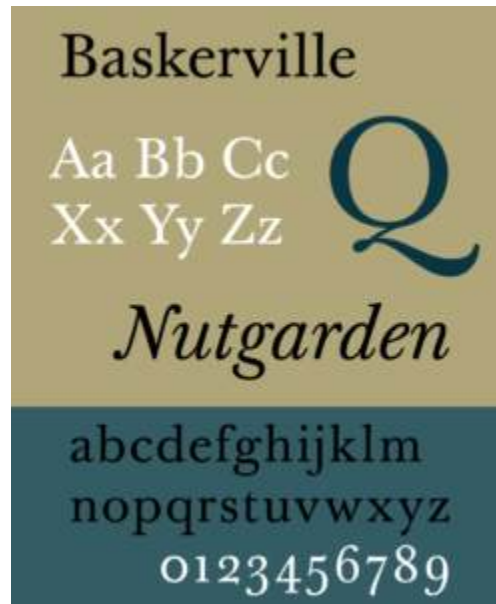 Baskerville
Aa Bb Cc
Q
Xx Yy Zz
Nutgarden
abcdefghijklm
nopqrstuvwxyz
0123456789